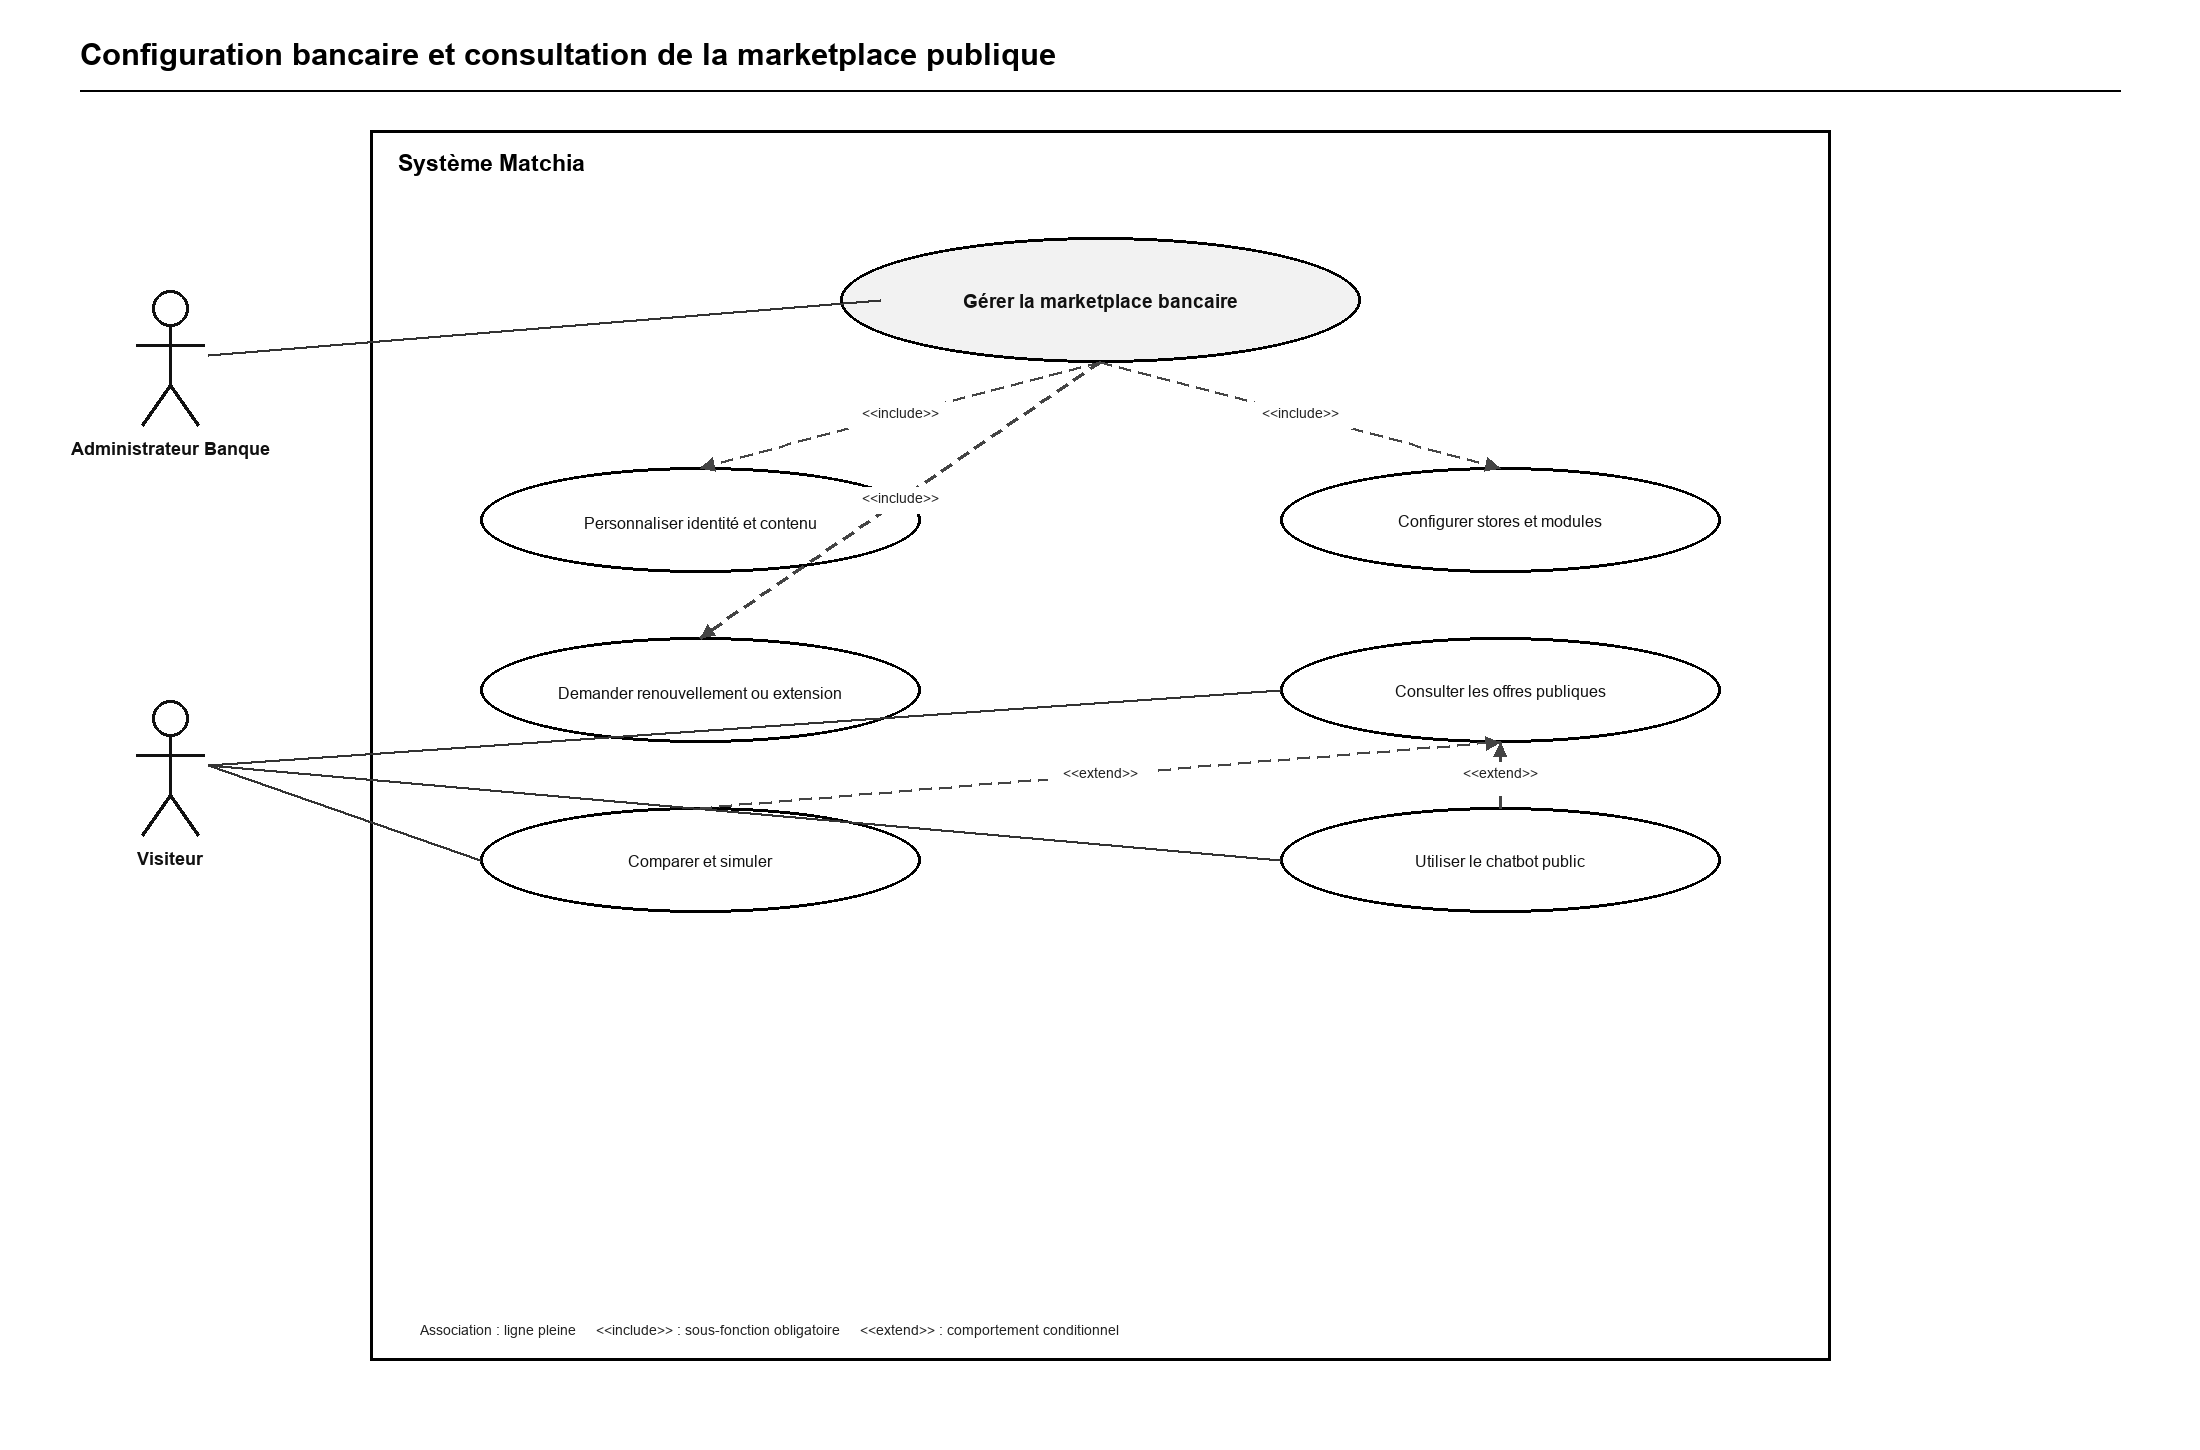 Configuration bancaire et consultation de la marketplace publique
Système Matchia
Gérer la marketplace bancaire
Administrateur Banque
<<include>>
<<include>>
<<include>>
Personnaliser identité et contenu
Configurer stores et modules
Demander renouvellement ou extension
Consulter les offres publiques
<<extend>>
<<extend>>
Visiteur
Comparer et simuler
Utiliser le chatbot public
Association : ligne pleine <<include>> : sous-fonction obligatoire <<extend>> : comportement conditionnel